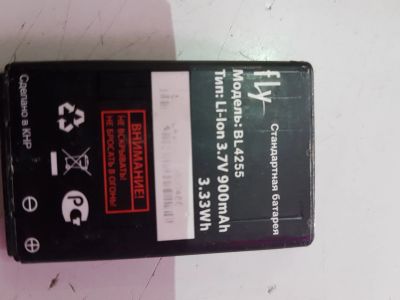 fly
Стандартная батарея
Модель: BL4255
Тип: Li-Ion 3.7V 900mAh
3.33Wh
ВНИМАНИЕ!
НЕ ВСКРЫВАТЬ!
НЕ БРОСАТЬ В ОГОНЬ!
Сделано в КНР